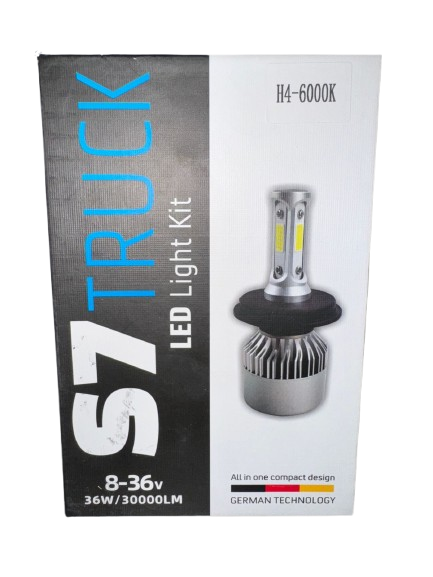 H4-6000K
S7 TRUCK
LED Light Kit
8-36v
36W/30000LM
All in one compact design
GERMAN TECHNOLOGY